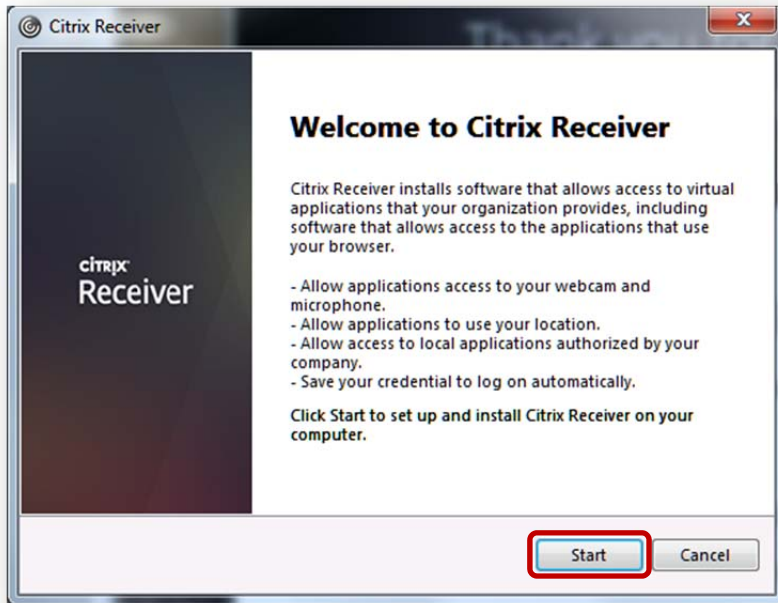 Citrix Receiver
Thank you
Welcome to Citrix Receiver
Citrix Receiver installs software that allows access to virtual
applications that your organization provides, including
software that allows access to the applications that use
your browser.
- Allow applications access to your webcam and
microphone.
- Allow applications to use your location.
- Allow access to local applications authorized by your
company.
- Save your credential to log on automatically.
Click Start to set up and install Citrix Receiver on your
computer.
CITRIX
Receiver
Start
Cancel